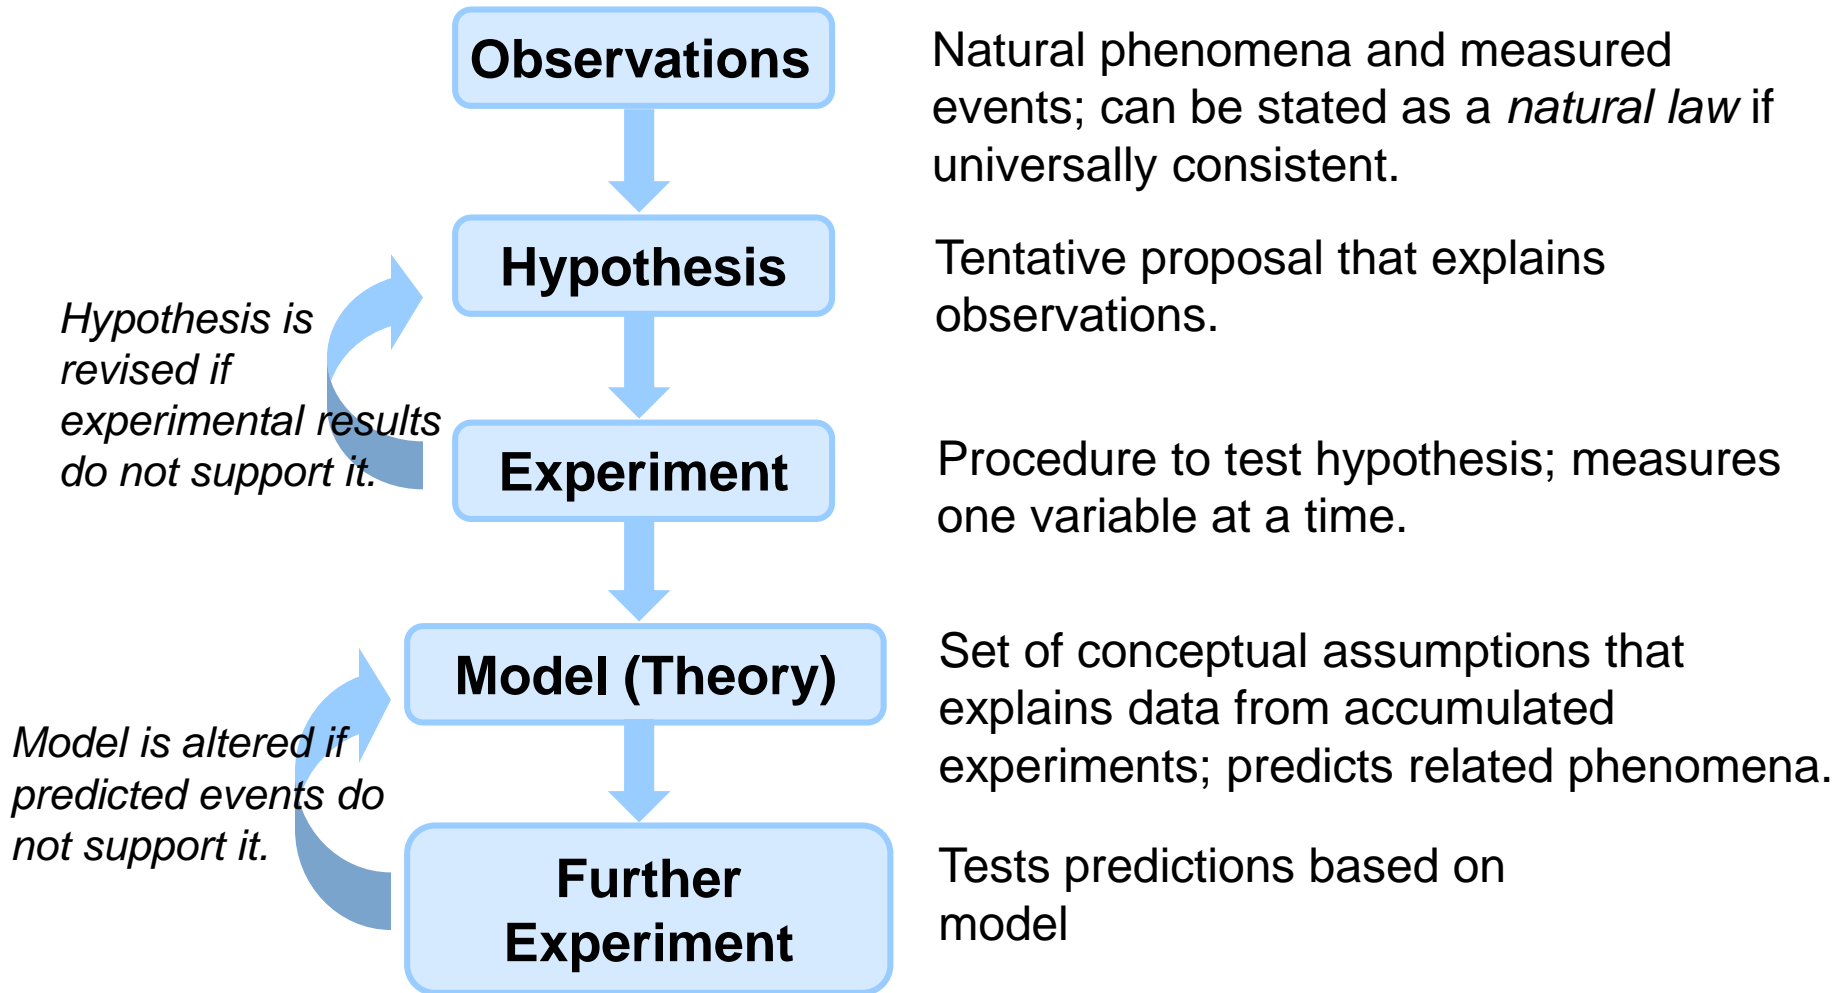 Observations
Natural phenomena and measured
events; can be stated as a natural law if
universally consistent.
Hypothesis
Tentative proposal that explains
observations.
Hypothesis is
revised if
experimental results
do not support it.
Experiment
Procedure to test hypothesis; measures
one variable at a time.
Model (Theory)
Set of conceptual assumptions that
explains data from accumulated
experiments; predicts related phenomena.
Model is altered if
predicted events do
not support it.
Further
Experiment
Tests predictions based on
model